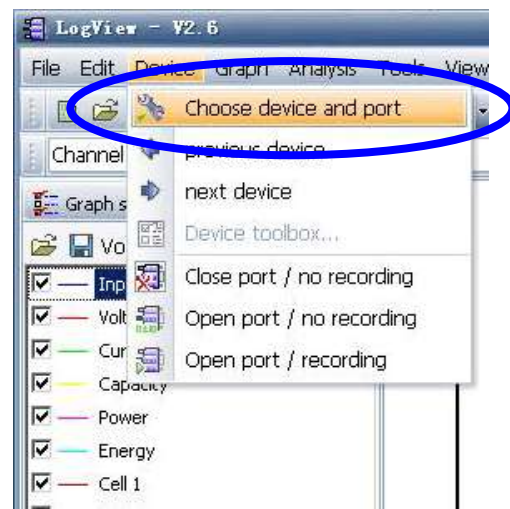 LogView - V2.6
File Edit Device Graph Analysis Tools View
Choose device and port
Channel
previous device
next device
Graph s
Device toolbox...
Vo
Close port / no recording
Inp
Volt
Open port / no recording
Cur
Open port / recording
Capacity
Power
Energy
Cell 1